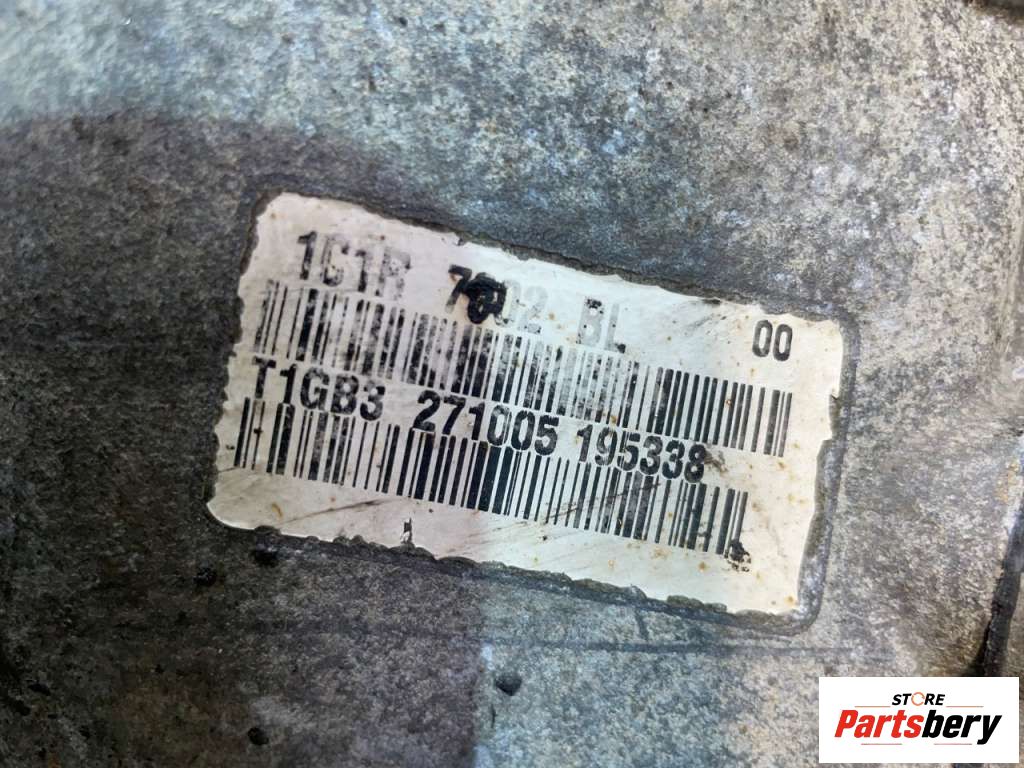 1C1R 7002 BL 00
T1GB3 271005 195338
STORE
Partsbery